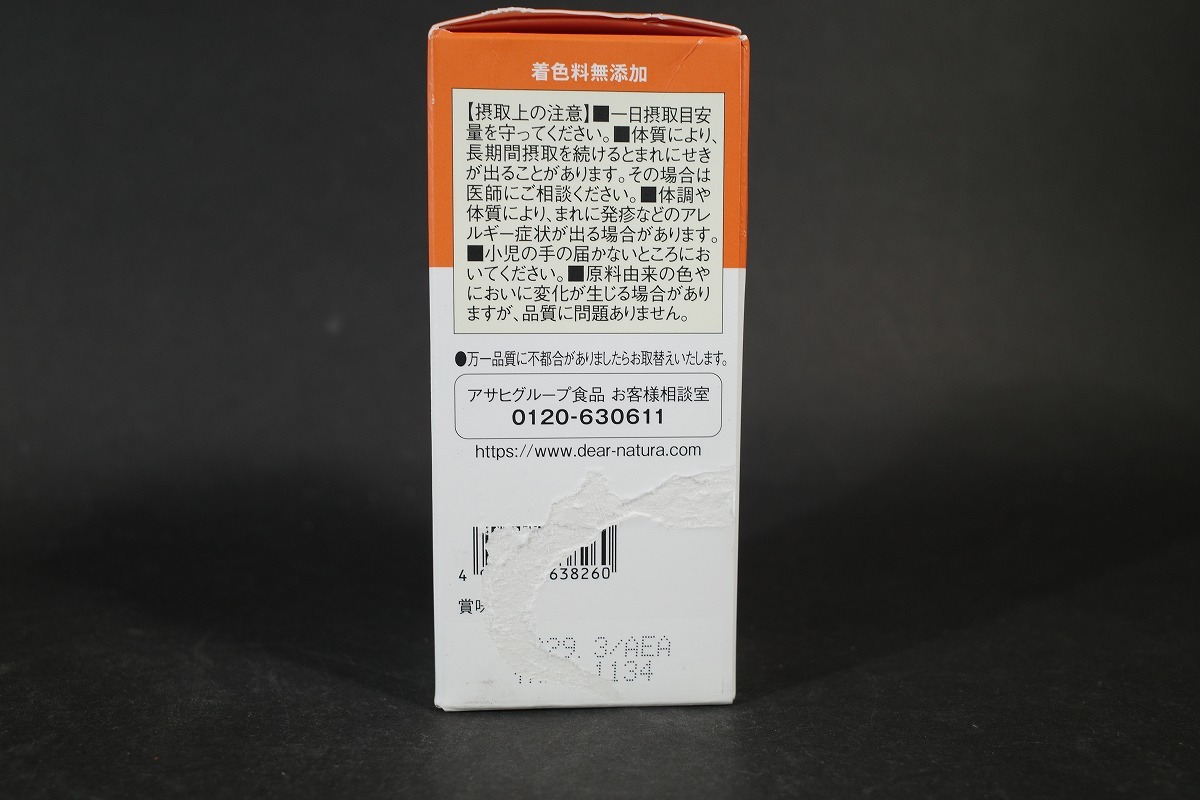 着色料無添加
【摂取上の注意】■一日摂取目安
量を守ってください。■体質により、
長期間摂取を続けるとまれにせき
が出ることがあります。その場合は
医師にご相談ください。■体調や
体質により、まれに発疹などのアレ
ルギー症状が出る場合があります。
■小児の手の届かないところにお
いてください。■原料由来の色や
においに変化が生じる場合があり
ますが、品質に問題ありません。
●万一品質に不都合がありましたらお取替えいたします。
アサヒグループ食品 お客様相談室
0120-630611
https://www.dear-natura.com
4 638260
賞味
29. 3/AEA
1134